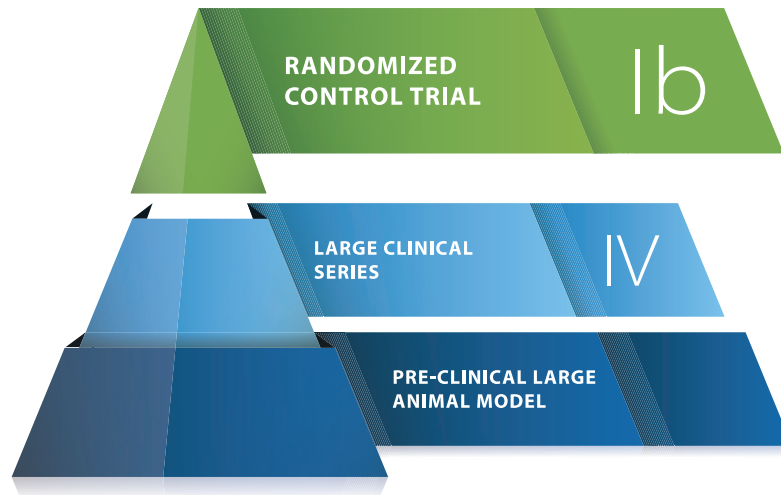 RANDOMIZED
CONTROL TRIAL
Ib
LARGE CLINICAL
SERIES
IV
PRE-CLINICAL LARGE
ANIMAL MODEL